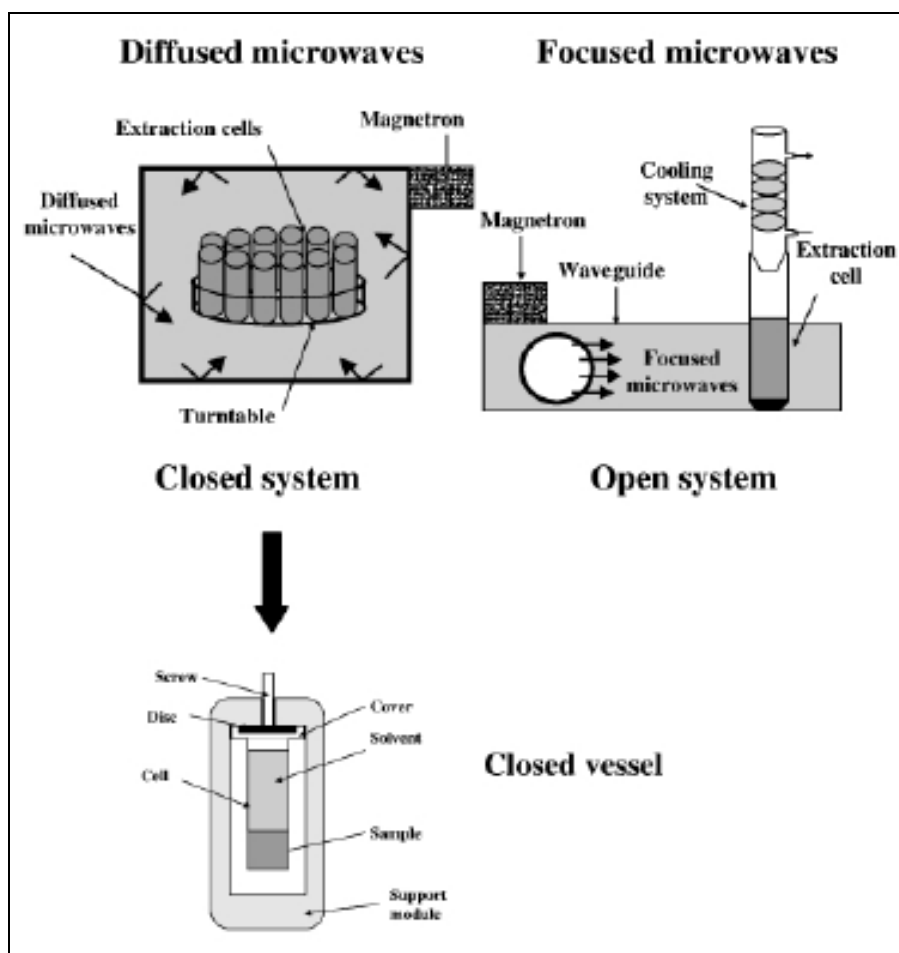 Diffused microwaves
Focused microwaves
Extraction cells
Magnetron
Diffused
microwaves
Turntable
Cooling
system
Magnetron
Waveguide
Extraction
cell
Focused
microwaves
Closed system
Open system
Screw
Disc
Cover
Solvent
Cell
Sample
Support
module
Closed vessel